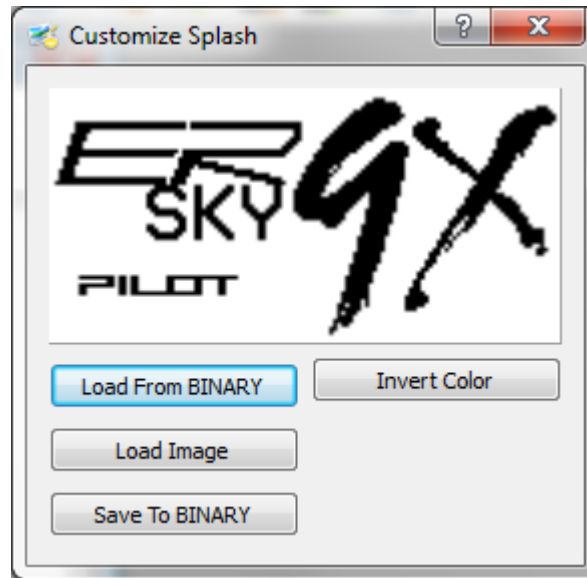 Customize Splash
ER 9X
SKY
PILOT
Load From BINARY
Invert Color
Load Image
Save To BINARY